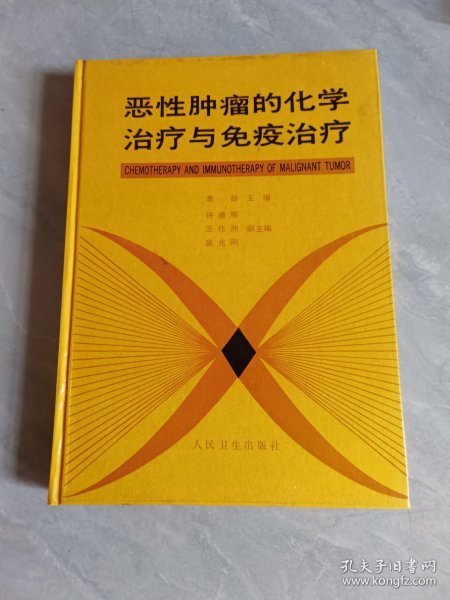 恶性肿瘤的化学
治疗与免疫治疗
CHEMOTHERAPY AND IMMUNOTHERAPY OF MALIGNANT TUMOR
李 岩 主 编
许德顺
王化洲 副主编
庞兆刚
人民卫生出版社
孔夫子旧书网
www.kongfz.com